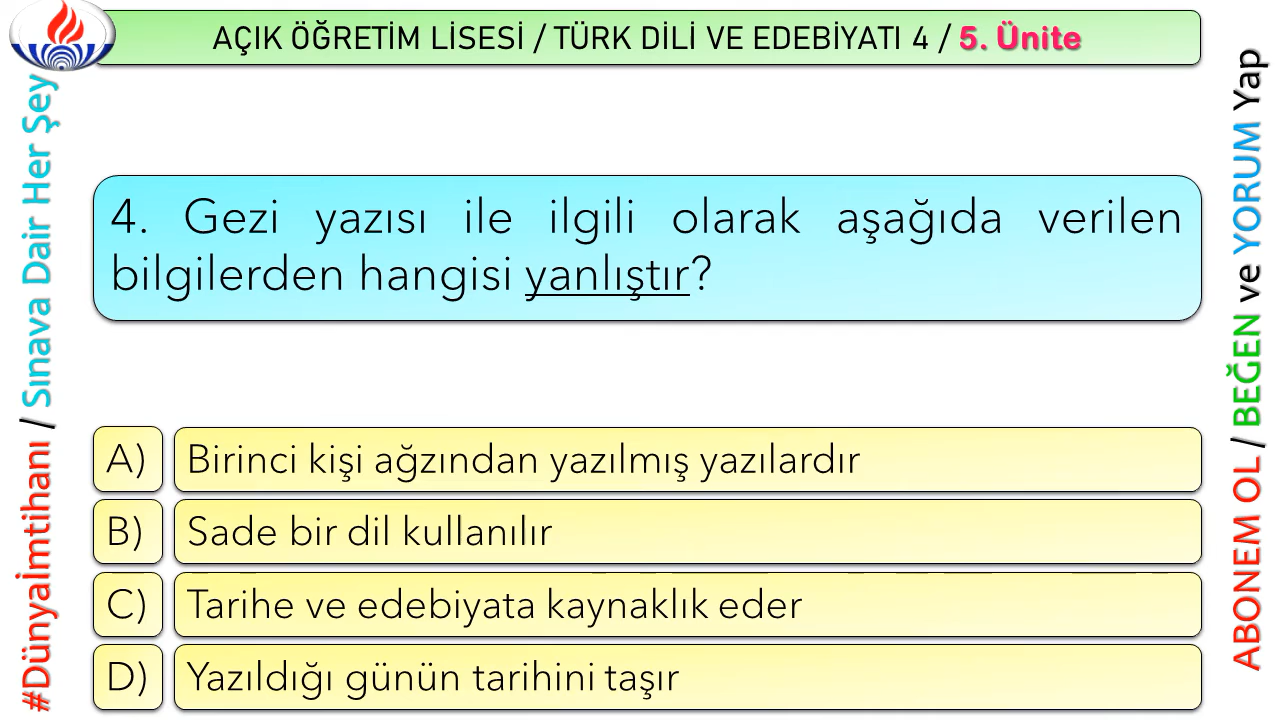 AÇIK ÖĞRETİM LİSESİ / TÜRK DİLİ VE EDEBİYATI 4 / 5. Ünite
#Dünyaimtihanı / Sınava Dair Her Şey
4. Gezi yazısı ile ilgili olarak aşağıda verilen
bilgilerden hangisi yanlıştır?
A) Birinci kişi ağzından yazılmış yazılardır
B) Sade bir dil kullanılır
C) Tarihe ve edebiyata kaynaklık eder
D) Yazıldığı günün tarihini taşır
ABONEM OL / BEĞEN ve YORUM Yap